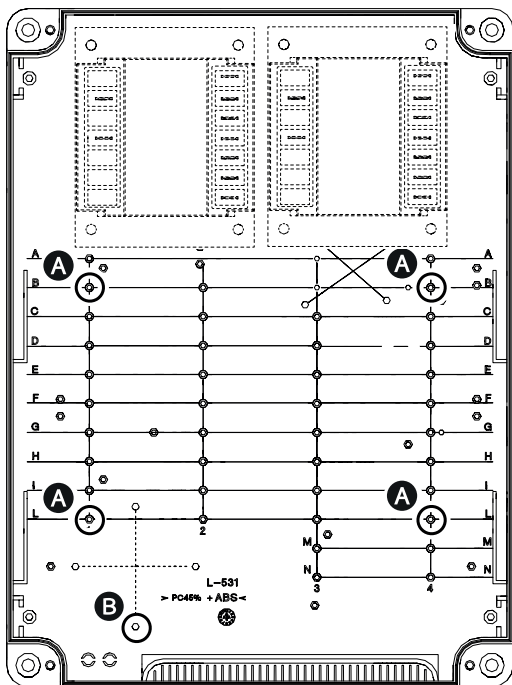 A A A A
B B
C C
D D
E E
F F
G G
H H
I A A I
L L
2 M M
N N
3 4
L-531
> PC45% + ABS <
B